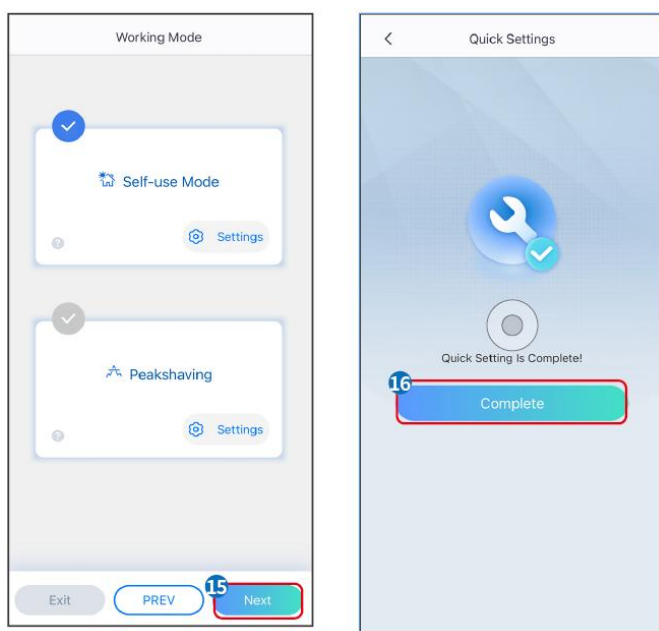 Working Mode
Self-use Mode
Settings
Peakshaving
Settings
Exit
PREV
15
Next
Quick Settings
Quick Setting Is Complete!
16
Complete